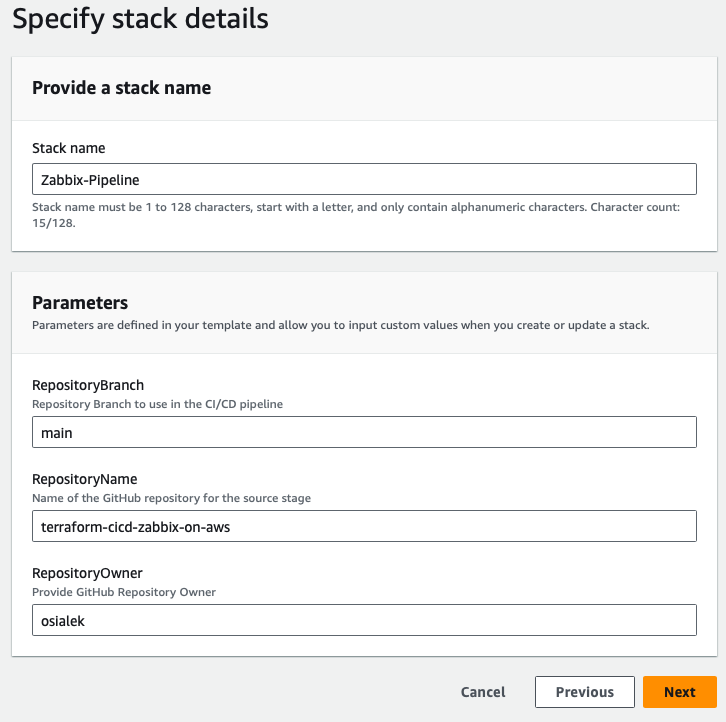 Specify stack details
Provide a stack name
Stack name
Zabbix-Pipeline
Stack name must be 1 to 128 characters, start with a letter, and only contain alphanumeric characters. Character count:
15/128.
Parameters
Parameters are defined in your template and allow you to input custom values when you create or update a stack.
RepositoryBranch
Repository Branch to use in the CI/CD pipeline
main
RepositoryName
Name of the GitHub repository for the source stage
terraform-cicd-zabbix-on-aws
RepositoryOwner
Provide GitHub Repository Owner
osialek
Cancel Previous Next